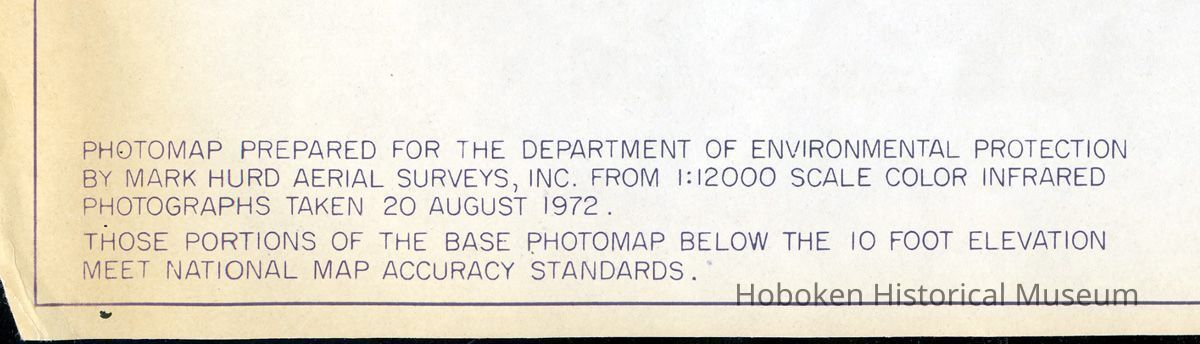 PHOTOMAP PREPARED FOR THE DEPARTMENT OF ENVIRONMENTAL PROTECTION
BY MARK HURD AERIAL SURVEYS, INC. FROM 1:12000 SCALE COLOR INFRARED
PHOTOGRAPHS TAKEN 20 AUGUST 1972.
THOSE PORTIONS OF THE BASE PHOTOMAP BELOW THE 10 FOOT ELEVATION
MEET NATIONAL MAP ACCURACY STANDARDS.
Hoboken Historical Museum